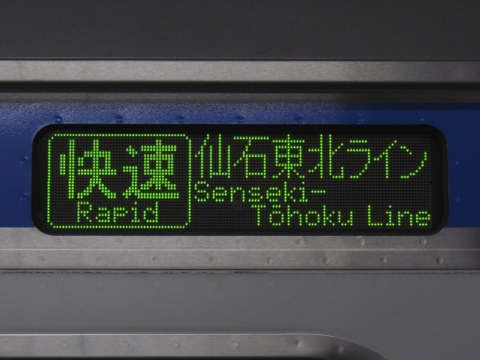 快速
Rapid
仙石東北ライン
Senseki-
Tōhoku Line